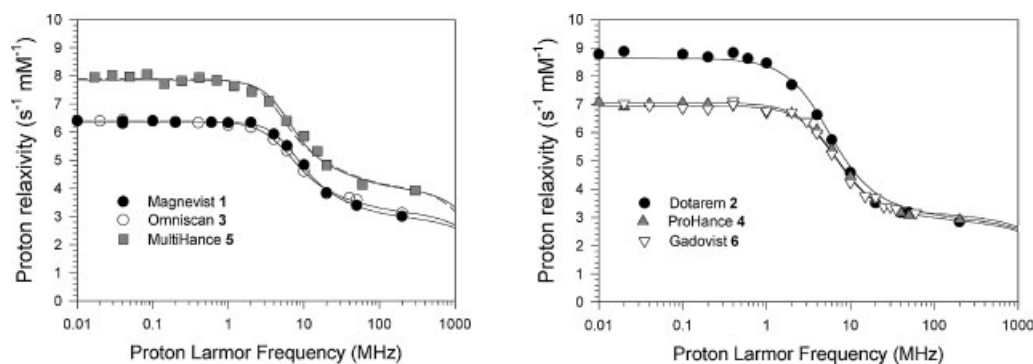 10
9
8
7
6
5
4
3
2
1
0
Proton relaxivity (s⁻¹ mM⁻¹)
Magnevist 1
Omniscan 3
MultiHance 5
0.01 0.1 1 10 100 1000
Proton Larmor Frequency (MHz)
10
9
8
7
6
5
4
3
2
1
0
Proton relaxivity (s⁻¹ mM⁻¹)
Dotarem 2
ProHance 4
Gadovist 6
0.01 0.1 1 10 100 1000
Proton Larmor Frequency (MHz)